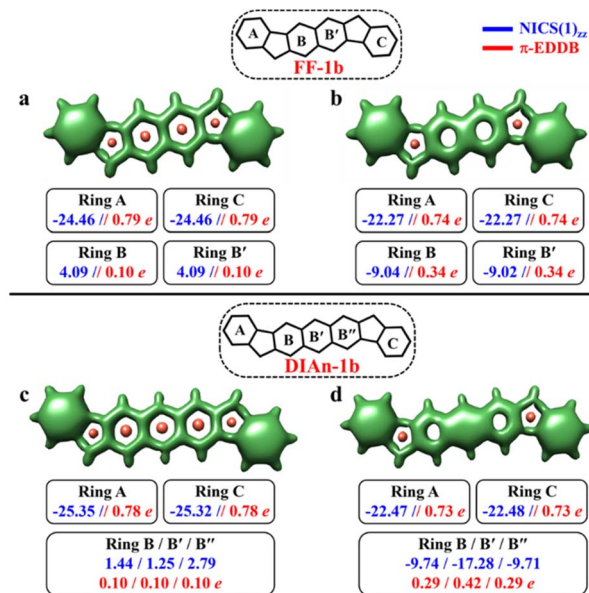 A
B
B′
C
FF-1b
NICS(1)zz
π-EDDB
a
b
Ring A
-24.46 // 0.79 e
Ring C
-24.46 // 0.79 e
Ring A
-22.27 // 0.74 e
Ring C
-22.27 // 0.74 e
Ring B
4.09 // 0.10 e
Ring B′
4.09 // 0.10 e
Ring B
-9.04 // 0.34 e
Ring B′
-9.02 // 0.34 e
A
B
B′
B″
C
DIAn-1b
c
d
Ring A
-25.35 // 0.78 e
Ring C
-25.32 // 0.78 e
Ring A
-22.47 // 0.73 e
Ring C
-22.48 // 0.73 e
Ring B / B′ / B″
1.44 / 1.25 / 2.79
0.10 / 0.10 / 0.10 e
Ring B / B′ / B″
-9.74 / -17.28 / -9.71
0.29 / 0.42 / 0.29 e